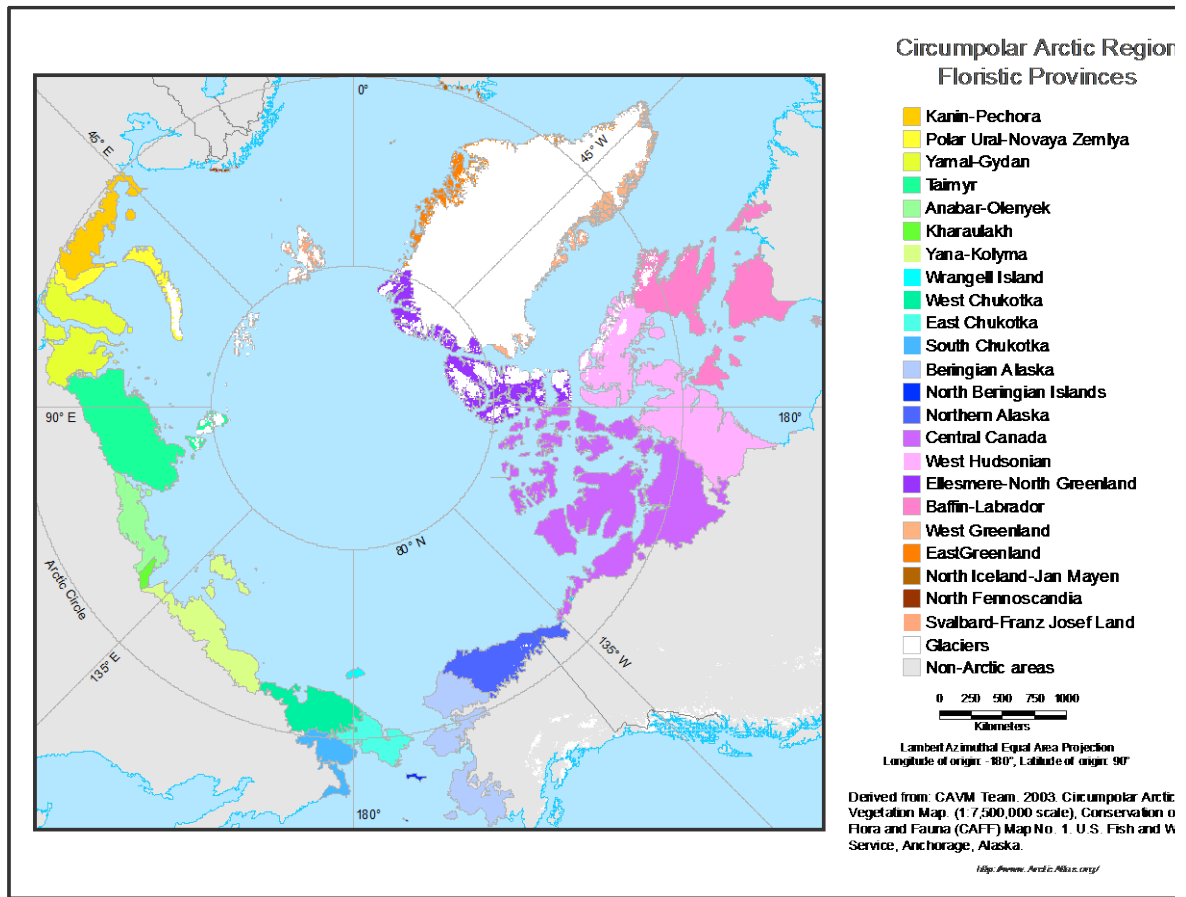 Circumpolar Arctic Region
Floristic Provinces
Kanin-Pechora
Polar Ural-Novaya Zemlya
Yamal-Gydan
Taimyr
Anabar-Olenyek
Kharaulakh
Yana-Kolyma
Wrangell Island
West Chukotka
East Chukotka
South Chukotka
Beringian Alaska
North Beringian Islands
Northern Alaska
Central Canada
West Hudsonian
Ellesmere-North Greenland
Baffin-Labrador
West Greenland
EastGreenland
North Iceland-Jan Mayen
North Fennoscandia
Svalbard-Franz Josef Land
Glaciers
Non-Arctic areas
0 250 500 750 1000
Kilometers
Lambert Azimuthal Equal Area Projection
Longitude of origin: -180°, Latitude of origin: 90°
Derived from: CAVM Team. 2003. Circumpolar Arctic
Vegetation Map. (1:7,500,000 scale), Conservation o
Flora and Fauna (CAFF) Map No. 1. U.S. Fish and W
Service, Anchorage, Alaska.
http://www.ArcticAtlas.org/
0°
45° E
45° W
90° E
180°
80° N
Arctic Circle
135° E
135° W
180°